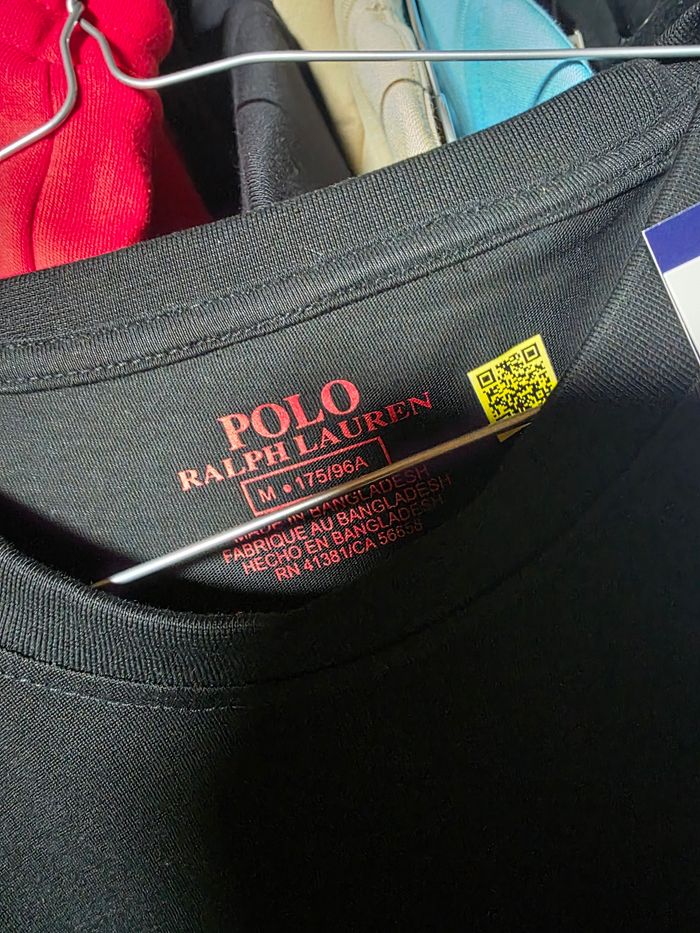 POLO
RALPH LAUREN
M • 175/96A
MADE IN BANGLADESH
FABRIQUE AU BANGLADESH
HECHO EN BANGLADESH
RN 41381/CA 56658